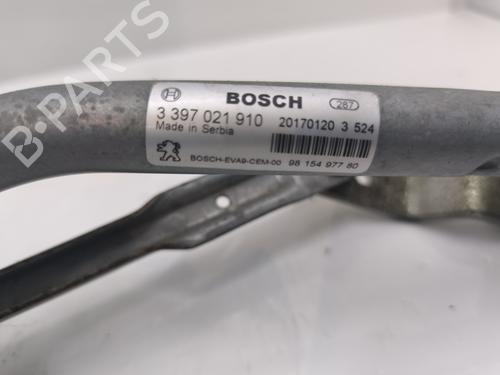 BOSCH 287
3 397 021 910 20170120 3 524
Made in Serbia
BOSCH-EVA9-CEM-00 98 154 977 80
B-PARTS